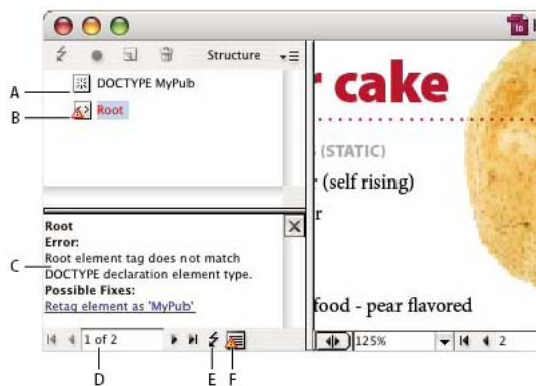 Structure
A
DOCTYPE MyPub
B
Root
cake
(STATIC)
(self rising)
Root
Error:
C
Root element tag does not match
DOCTYPE declaration element type.
Possible Fixes:
Retag element as 'MyPub'
food - pear flavored
1 of 2
125%
2
D
E
F